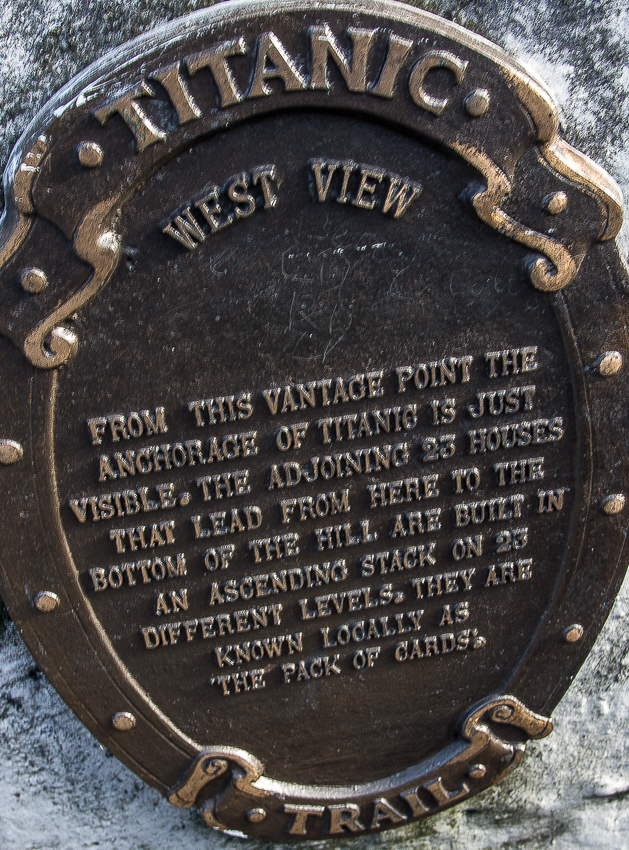 TITANIC
WEST VIEW
FROM THIS VANTAGE POINT THE
ANCHORAGE OF TITANIC IS JUST
VISIBLE. THE ADJOINING 23 HOUSES
THAT LEAD FROM HERE TO THE
BOTTOM OF THE HILL ARE BUILT IN
AN ASCENDING STACK ON 23
DIFFERENT LEVELS. THEY ARE
KNOWN LOCALLY AS
'THE PACK OF CARDS'.
TRAIL